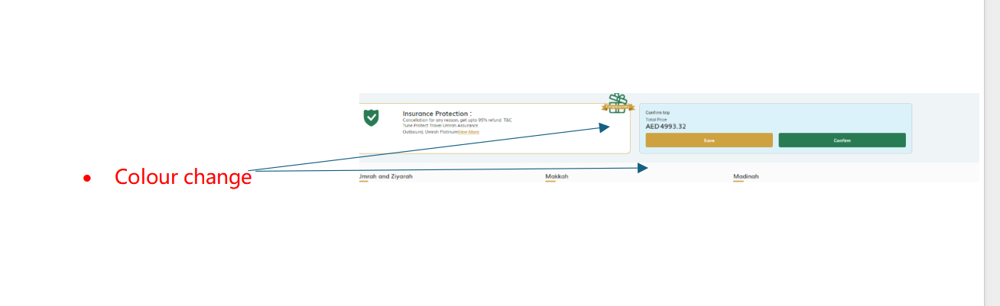 Insurance Protection :
Cancellation for any reason, get upto 95% refund. T&C
Tune Protect Travel Umrah Assurance
Outbound, Umrah PlatinumView More
Confirm trip
Total Price
AED 4993.32
Save
Confirm
• Colour change
Umrah and Ziyarah
Makkah
Madinah